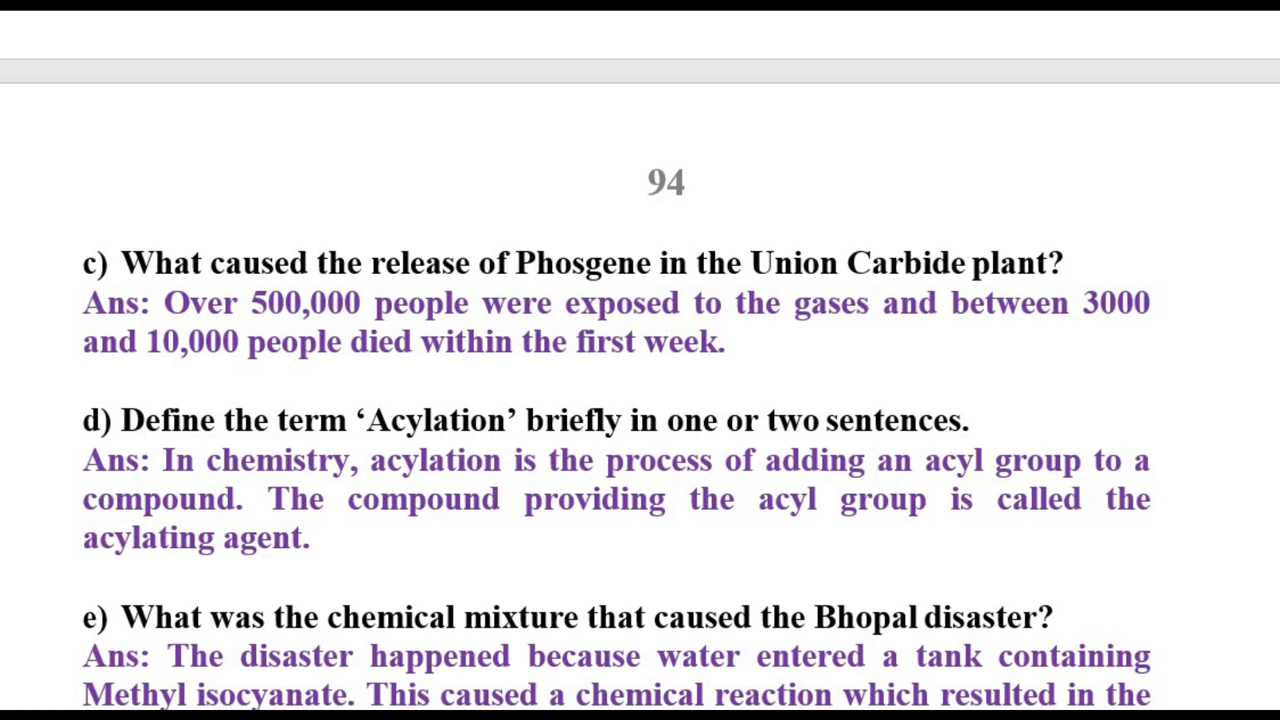 94
c) What caused the release of Phosgene in the Union Carbide plant?
Ans: Over 500,000 people were exposed to the gases and between 3000
and 10,000 people died within the first week.
d) Define the term ‘Acylation’ briefly in one or two sentences.
Ans: In chemistry, acylation is the process of adding an acyl group to a
compound. The compound providing the acyl group is called the
acylating agent.
e) What was the chemical mixture that caused the Bhopal disaster?
Ans: The disaster happened because water entered a tank containing
Methyl isocyanate. This caused a chemical reaction which resulted in the